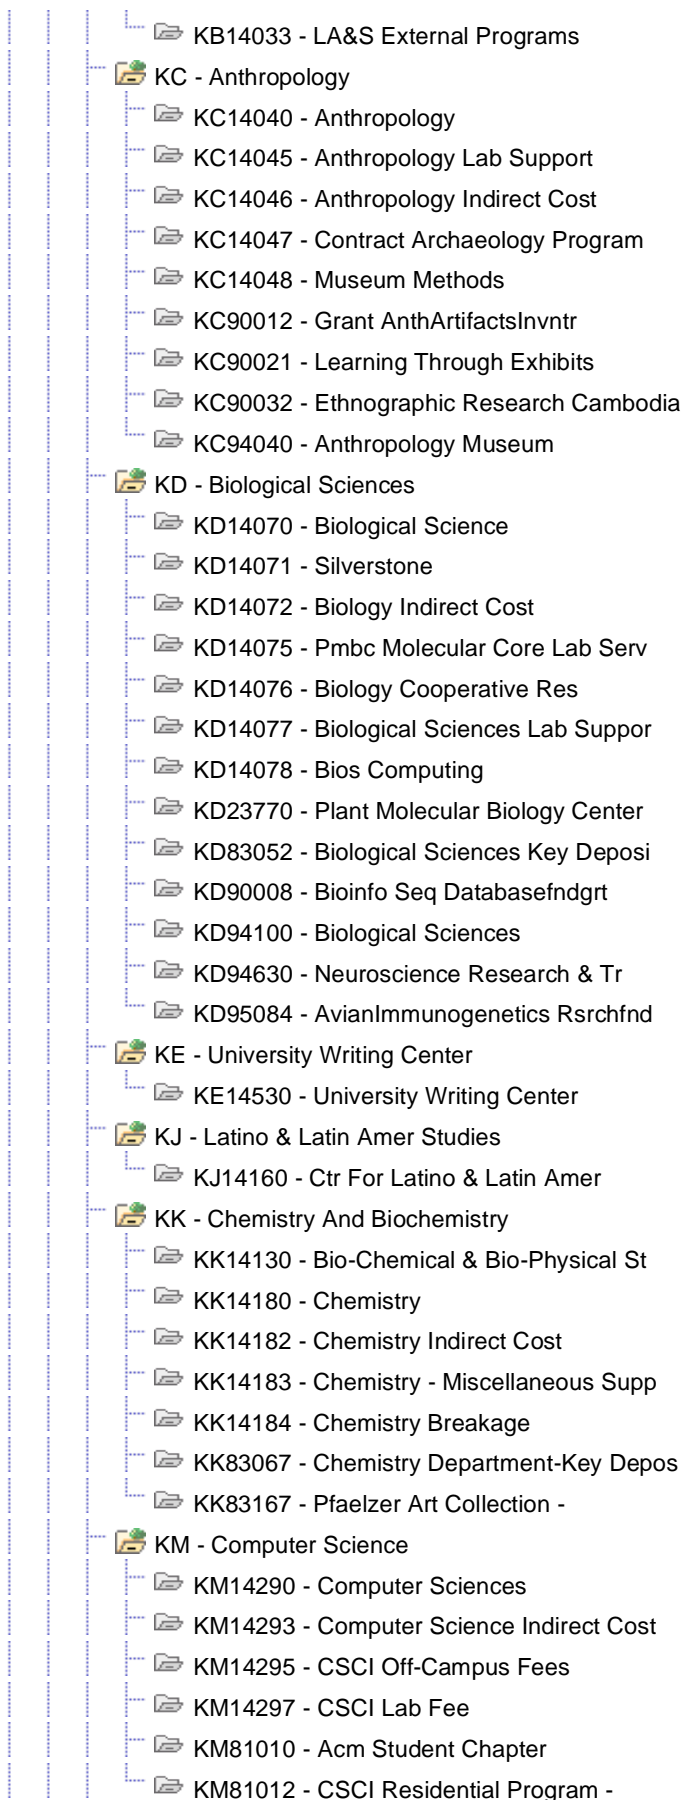 KB14033 - LA&S External Programs
KC - Anthropology
KC14040 - Anthropology
KC14045 - Anthropology Lab Support
KC14046 - Anthropology Indirect Cost
KC14047 - Contract Archaeology Program
KC14048 - Museum Methods
KC90012 - Grant AnthArtifactsInvntr
KC90021 - Learning Through Exhibits
KC90032 - Ethnographic Research Cambodia
KC94040 - Anthropology Museum
KD - Biological Sciences
KD14070 - Biological Science
KD14071 - Silverstone
KD14072 - Biology Indirect Cost
KD14075 - Pmbc Molecular Core Lab Serv
KD14076 - Biology Cooperative Res
KD14077 - Biological Sciences Lab Suppor
KD14078 - Bios Computing
KD23770 - Plant Molecular Biology Center
KD83052 - Biological Sciences Key Deposi
KD90008 - Bioinfo Seq Databasefndgrt
KD94100 - Biological Sciences
KD94630 - Neuroscience Research & Tr
KD95084 - AvianImmunogenetics Rsrchfnd
KE - University Writing Center
KE14530 - University Writing Center
KJ - Latino & Latin Amer Studies
KJ14160 - Ctr For Latino & Latin Amer
KK - Chemistry And Biochemistry
KK14130 - Bio-Chemical & Bio-Physical St
KK14180 - Chemistry
KK14182 - Chemistry Indirect Cost
KK14183 - Chemistry - Miscellaneous Supp
KK14184 - Chemistry Breakage
KK83067 - Chemistry Department-Key Depos
KK83167 - Pfaelzer Art Collection -
KM - Computer Science
KM14290 - Computer Sciences
KM14293 - Computer Science Indirect Cost
KM14295 - CSCI Off-Campus Fees
KM14297 - CSCI Lab Fee
KM81010 - Acm Student Chapter
KM81012 - CSCI Residential Program -